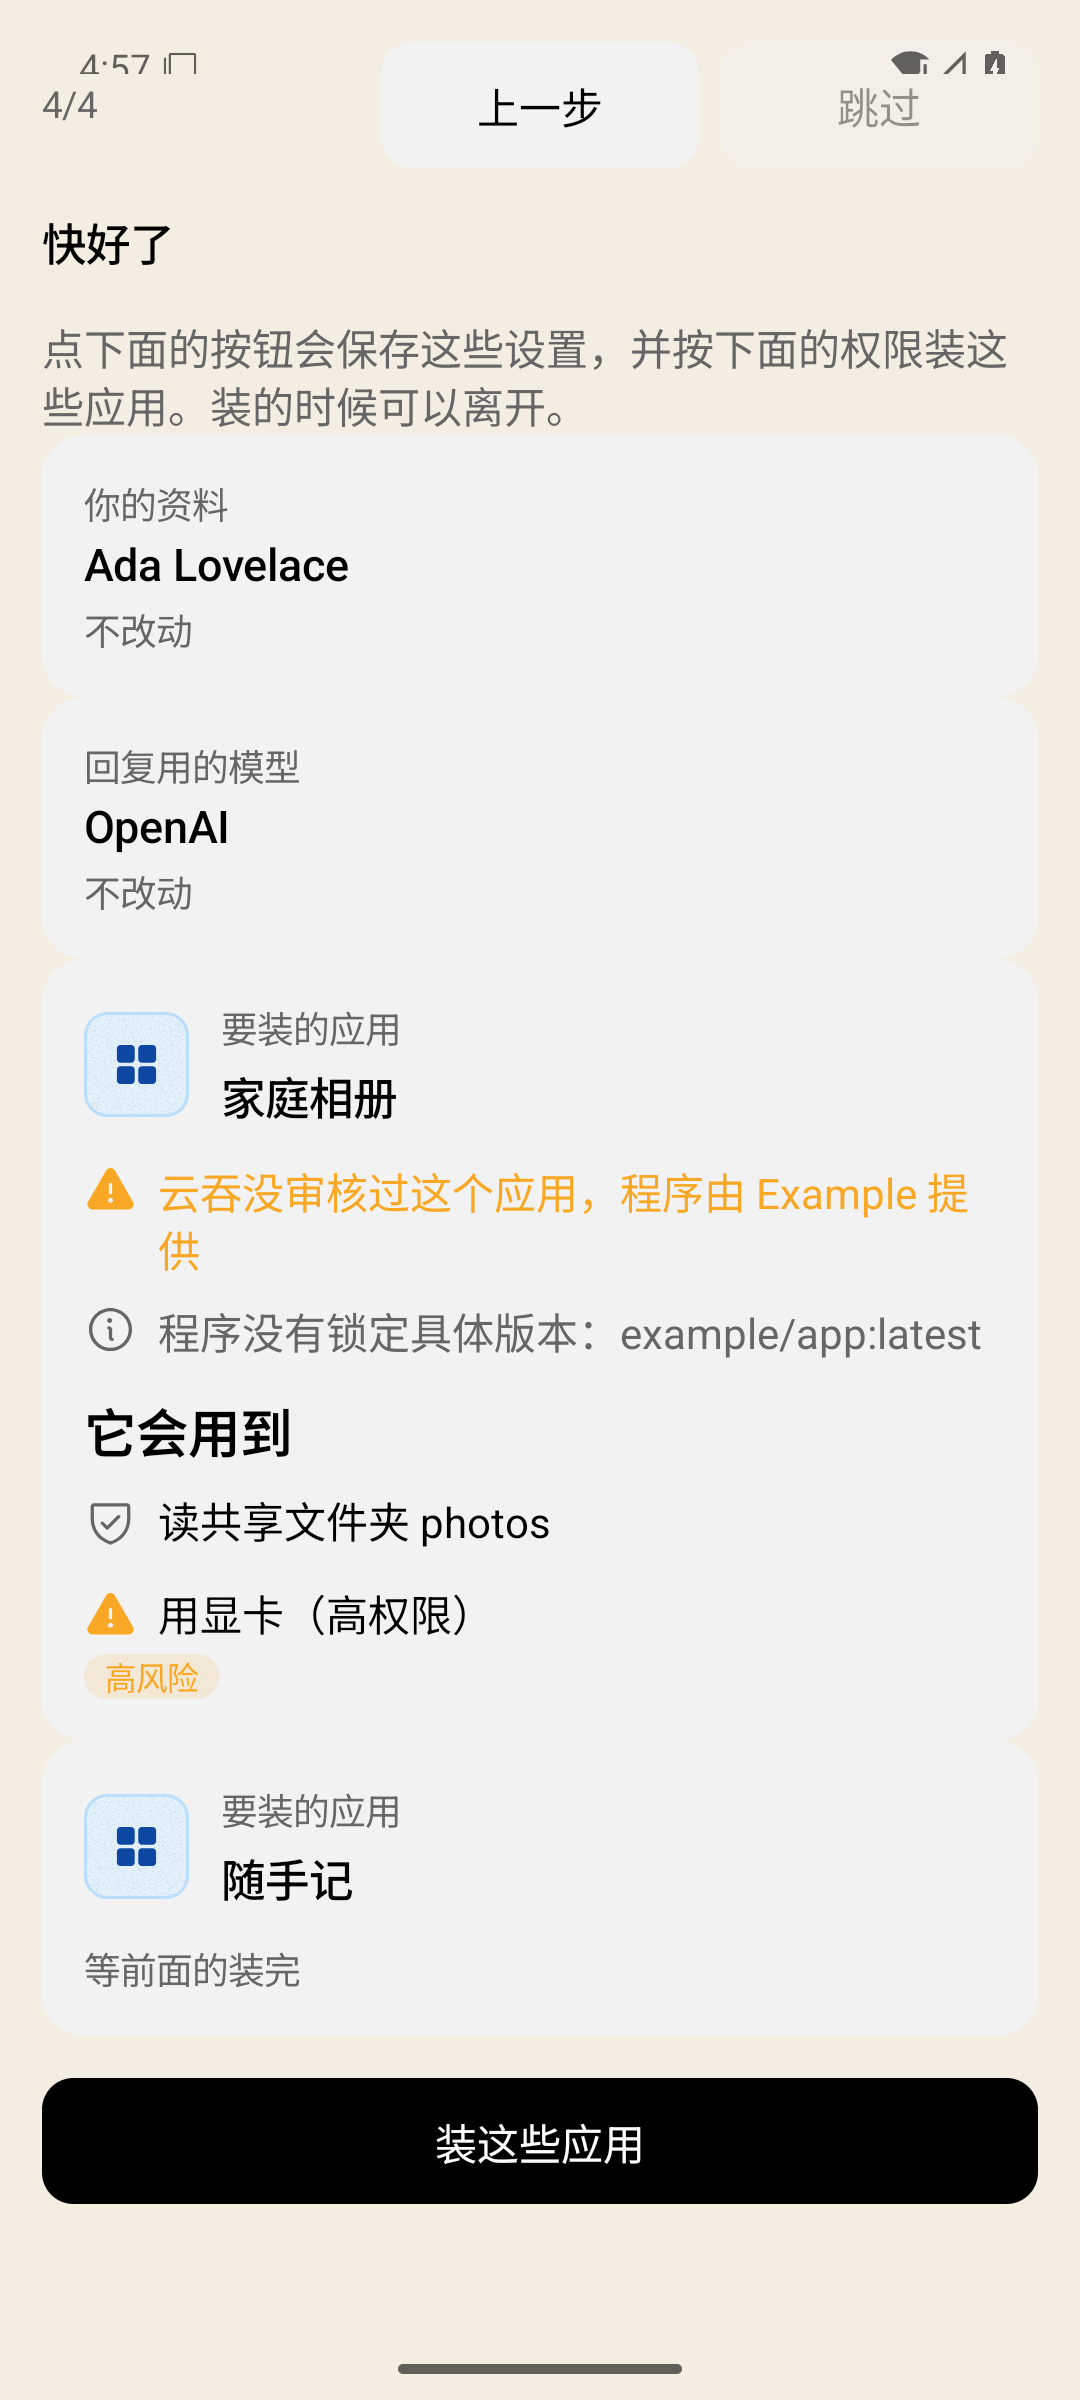 4:57
4/4
上一步
跳过
快好了
点下面的按钮会保存这些设置，并按下面的权限装这
些应用。装的时候可以离开。
你的资料
Ada Lovelace
不改动
回复用的模型
OpenAI
不改动
要装的应用
家庭相册
云吞没审核过这个应用，程序由 Example 提
供
程序没有锁定具体版本：example/app:latest
它会用到
读共享文件夹 photos
用显卡（高权限）
高风险
要装的应用
随手记
等前面的装完
装这些应用